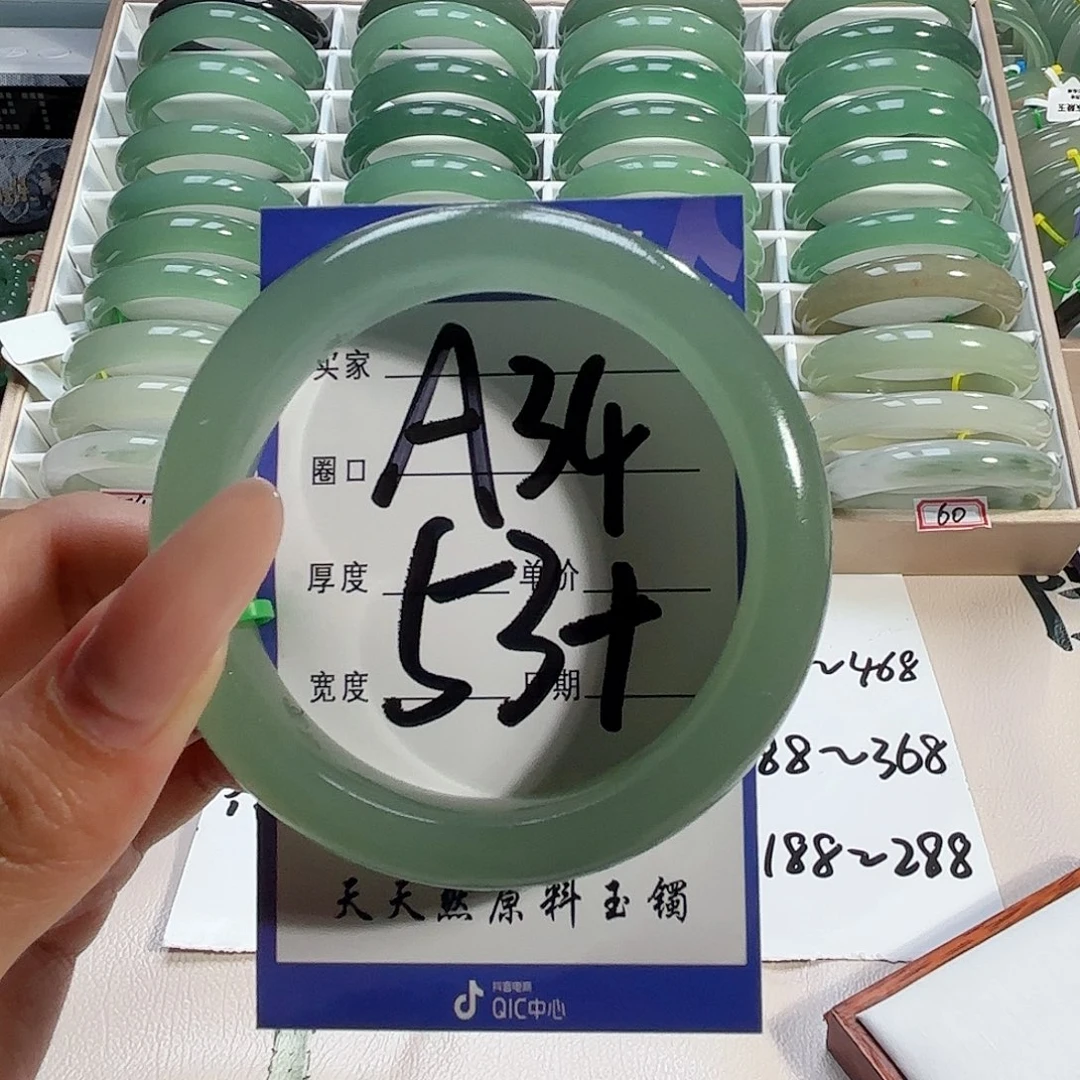 买家
A34
圈口
厚度
单价
53+
宽度
日期
60
~468
88~368
188~288
天天然原料玉镯
抖音电商
QIC中心